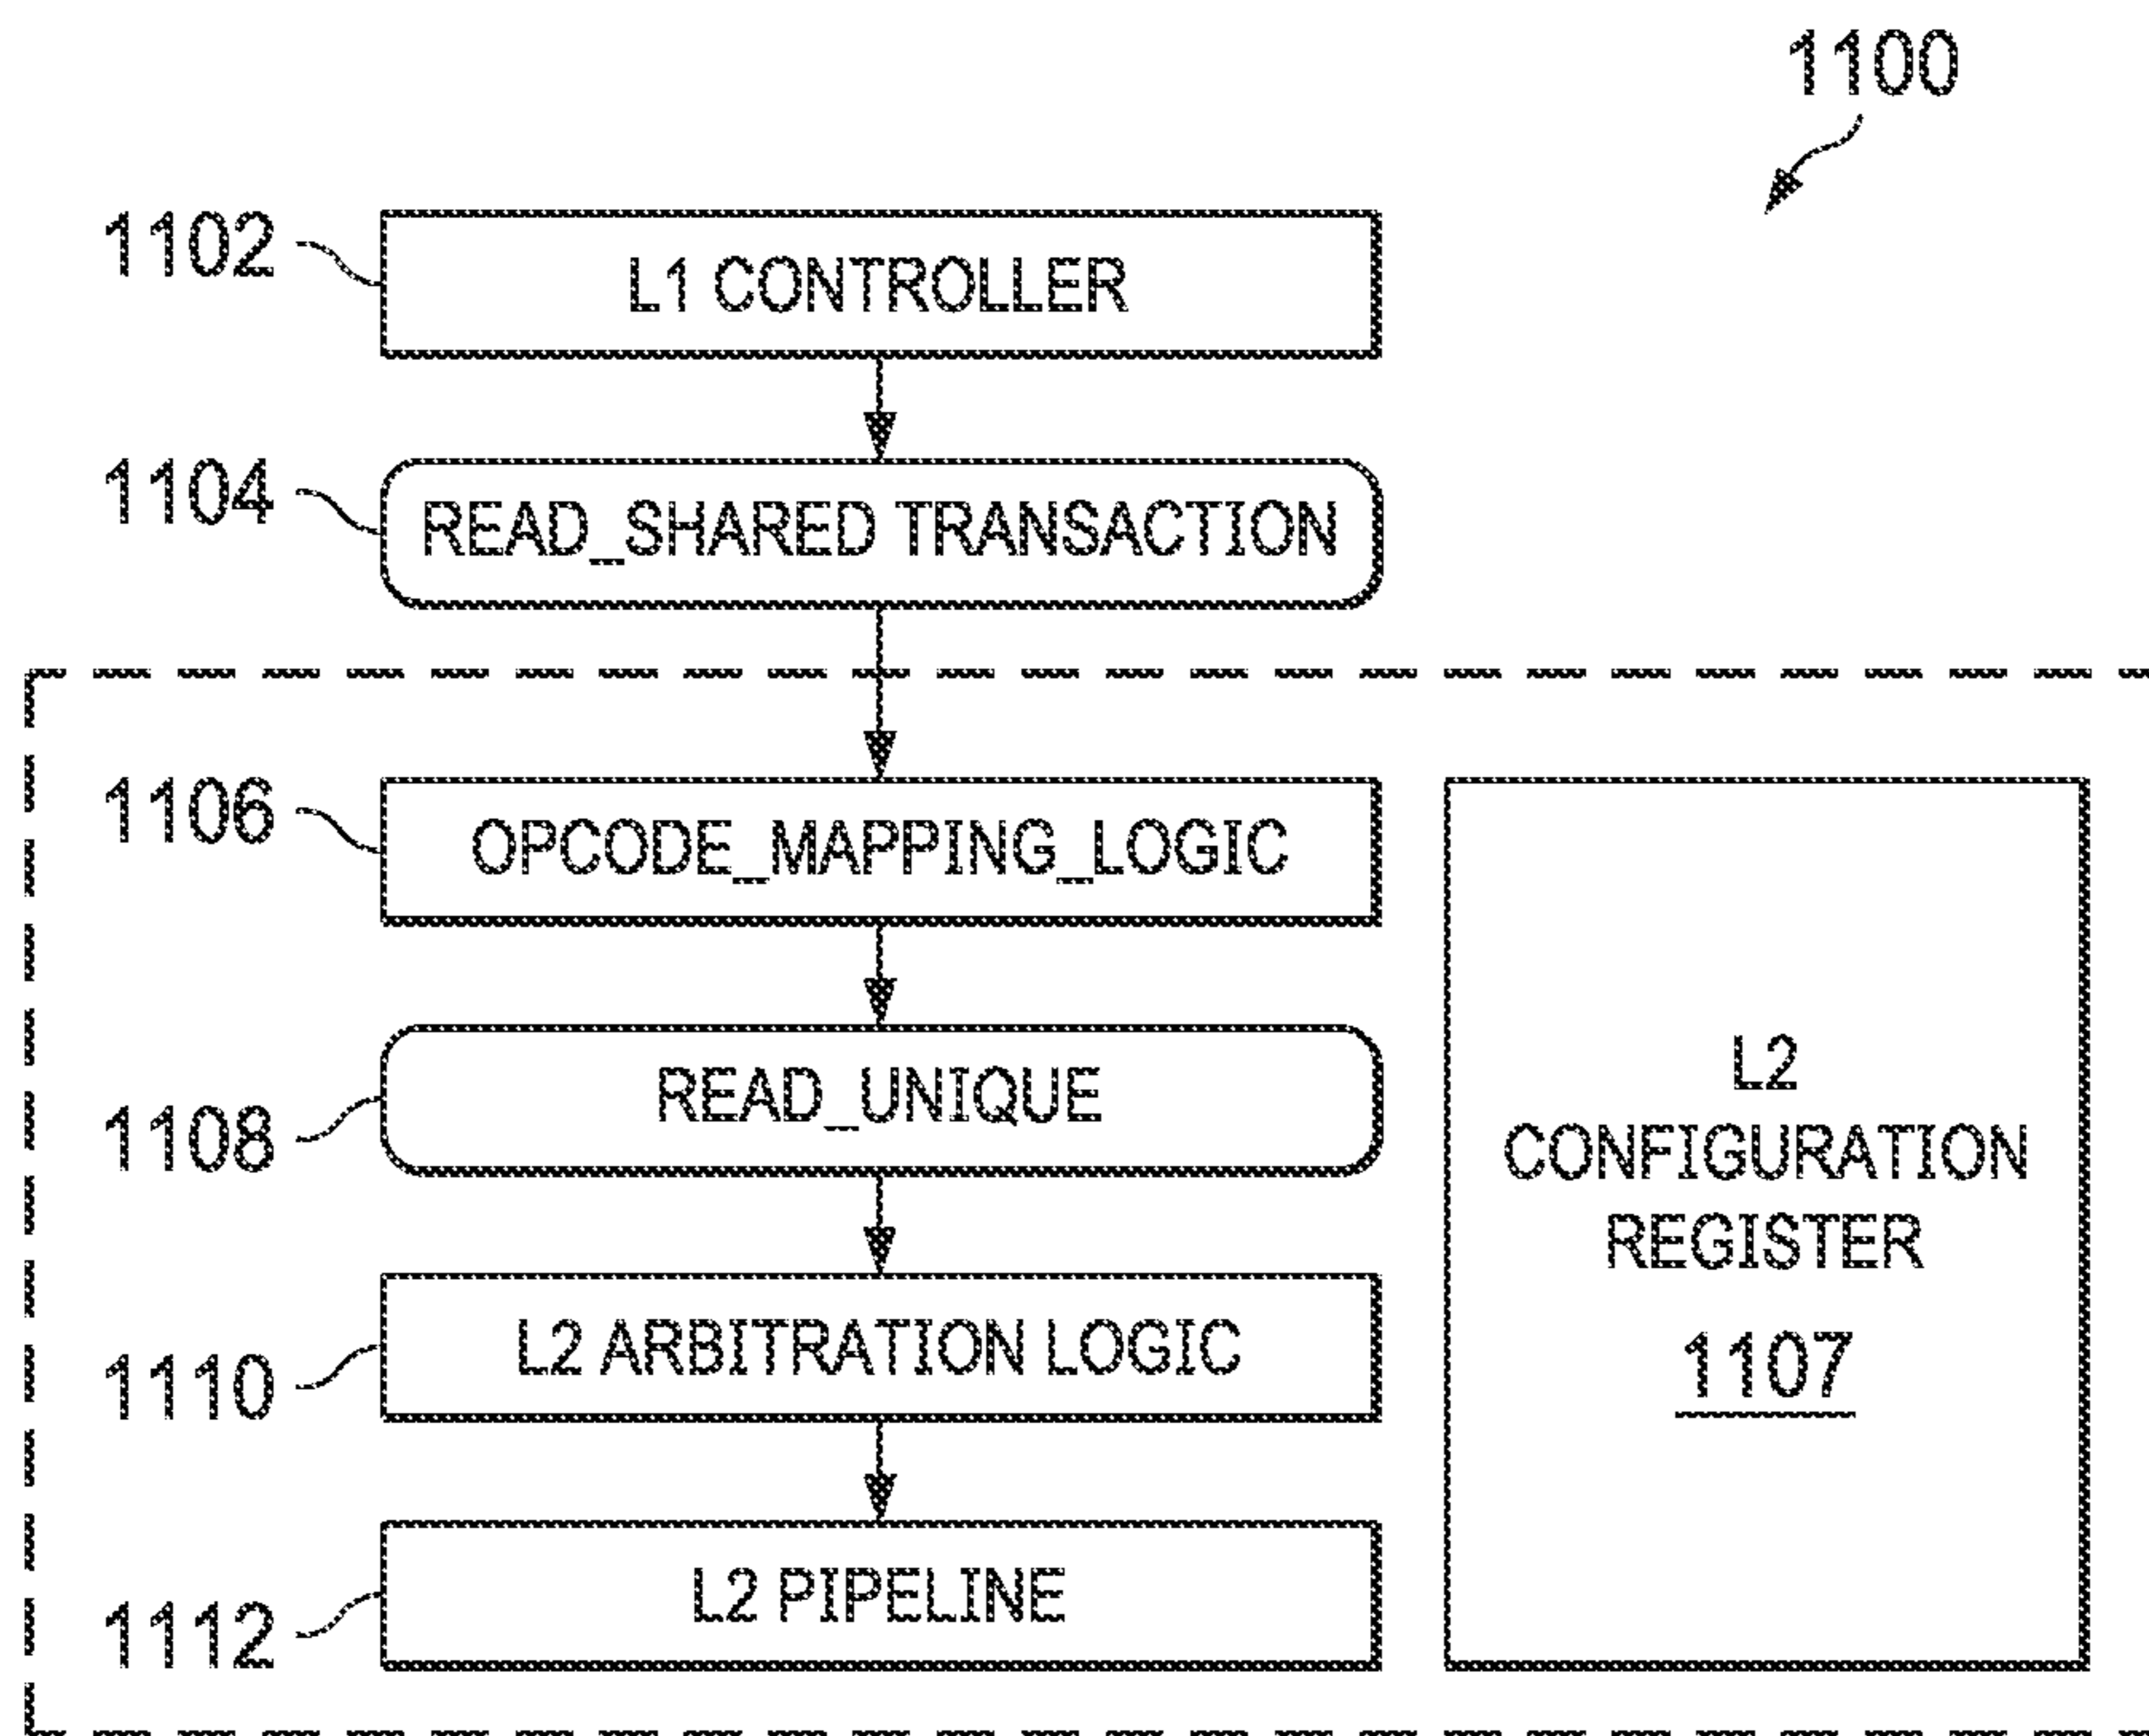 1100
1102
L1 CONTROLLER
1104
READ_SHARED TRANSACTION
1106
OPCODE_MAPPING_LOGIC
1108
READ_UNIQUE
1110
L2 ARBITRATION LOGIC
1112
L2 PIPELINE
L2
CONFIGURATION
REGISTER
1107